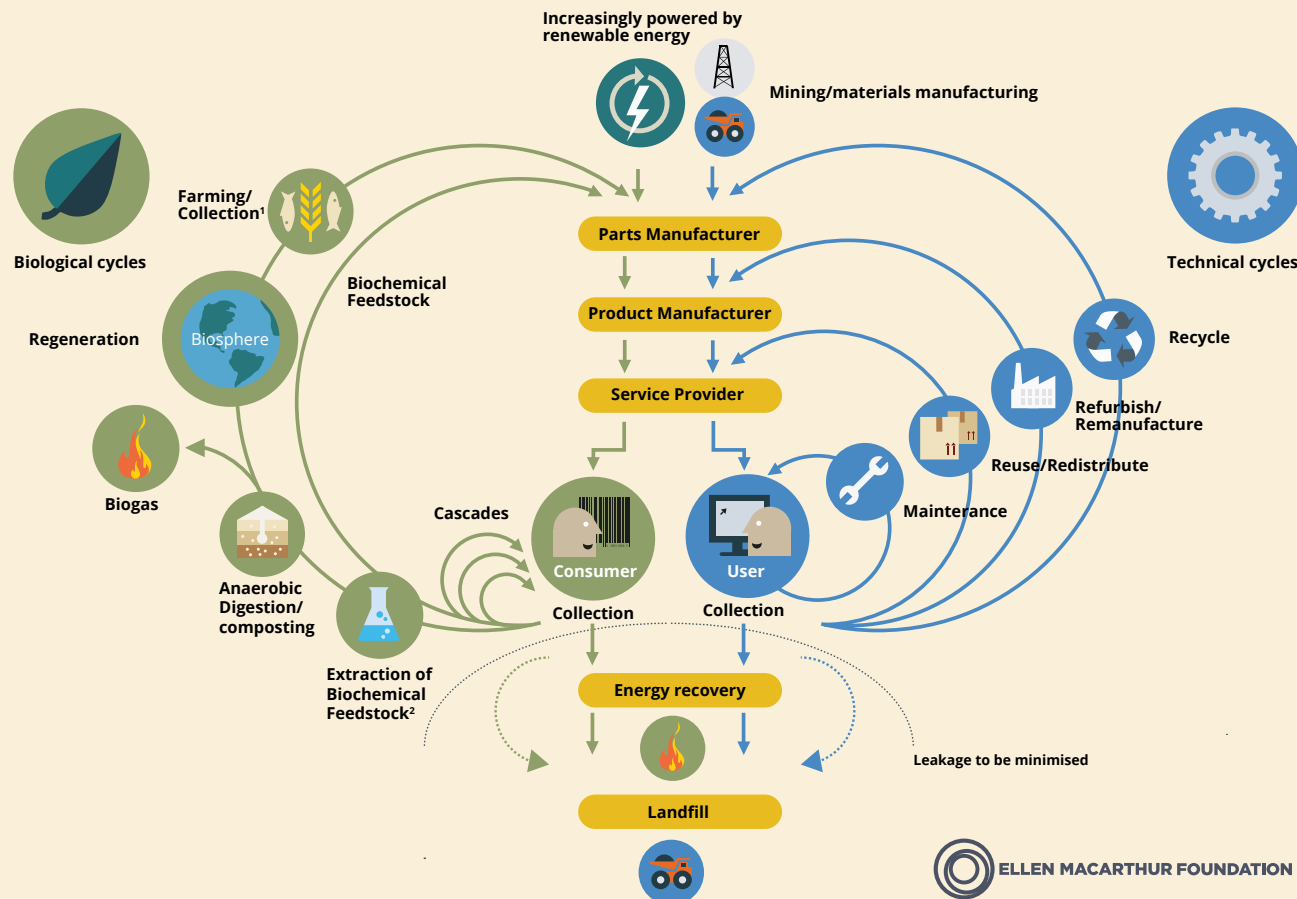 Increasingly powered by
renewable energy
Mining/materials manufacturing
Farming/
Collection¹
Biological cycles
Technical cycles
Parts Manufacturer
Biochemical
Feedstock
Product Manufacturer
Regeneration
Biosphere
Recycle
Service Provider
Refurbish/
Remanufacture
Reuse/Redistribute
Biogas
Cascades
Mainterance
Consumer
User
Anaerobic
Digestion/
composting
Collection
Collection
Extraction of
Biochemical
Feedstock²
Energy recovery
Leakage to be minimised
Landfill
ELLEN MACARTHUR FOUNDATION